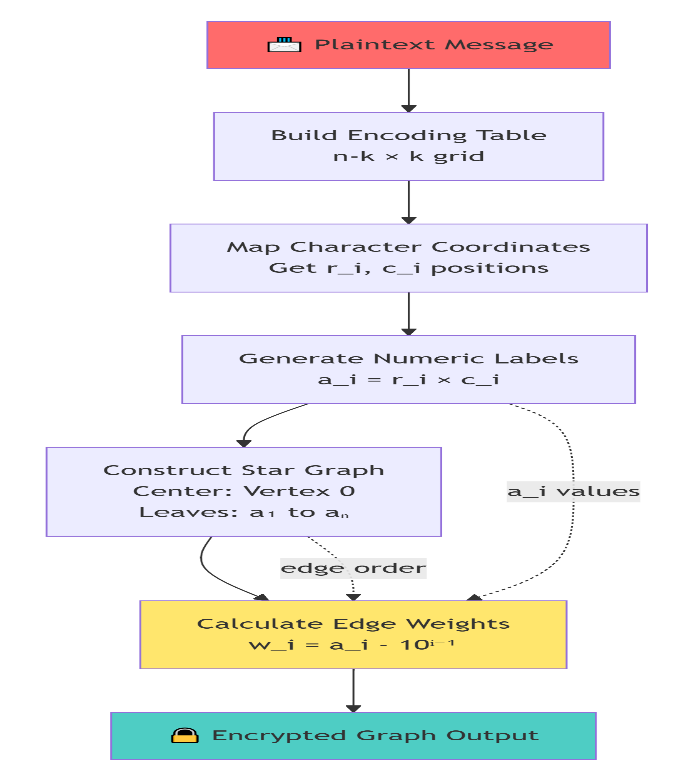 📩 Plaintext Message
Build Encoding Table
n-k × k grid
Map Character Coordinates
Get r_i, c_i positions
Generate Numeric Labels
a_i = r_i × c_i
Construct Star Graph
Center: Vertex 0
Leaves: a₁ to aₙ
a_i values
edge order
Calculate Edge Weights
w_i = a_i - 10ⁱ⁻¹
🔒 Encrypted Graph Output